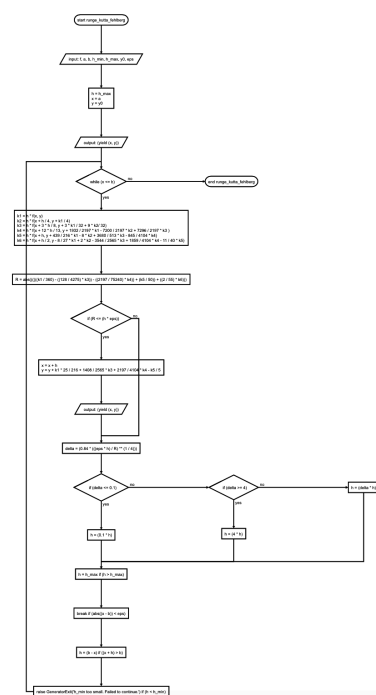 start runge_kutta_fehlberg
input: f, a, b, h_min, h_max, y0, eps
h = h_max
x = a
y = y0
output: (yield (x, y))
while (x <= b)
no
end runge_kutta_fehlberg
yes
k1 = h * f(x, y)
k2 = h * f(x + h / 4, y + k1 / 4)
k3 = h * f(x + 3 * h / 8, y + 3 * k1 / 32 + 9 * k2 / 32)
k4 = h * f(x + 12 * h / 13, y + 1932 / 2197 * k1 - 7200 / 2197 * k2 + 7296 / 2197 * k3 )
k5 = h * f(x + h, y + 439 / 216 * k1 - 8 * k2 + 3680 / 513 * k3 - 845 / 4104 * k4)
k6 = h * f(x + h / 2, y - 8 / 27 * k1 + 2 * k2 - 3544 / 2565 * k3 + 1859 / 4104 * k4 - 11 / 40 * k5)
R = / 360) - ((128 / 4275) * k3)) - ((2197 / 75240) * k4)) + (k5 / 50)) + ((2 / 55) * k6))
if (R <= (h * eps))
no
yes
x = x + h
y = y + k1 * 25 / 216 + 1408 / 2565 * k3 + 2197 / 4104 * k4 - k5 / 5
output: (yield (x, y))
delta = (0.84 * (((eps * h) / R) ** (1 / 4)))
if (delta <= 0.1)
no
if (delta >= 4)
no
h = (delta * h)
yes
yes
h = (0.1 * h)
h = (4 * h)
h = h_max if (h > h_max)
break if (abs((x - b)) < eps)
h = (b - x) if ((x + h) > b)
raise GeneratorExit('h_min too small. Failed to continue.') if (h < h_min)